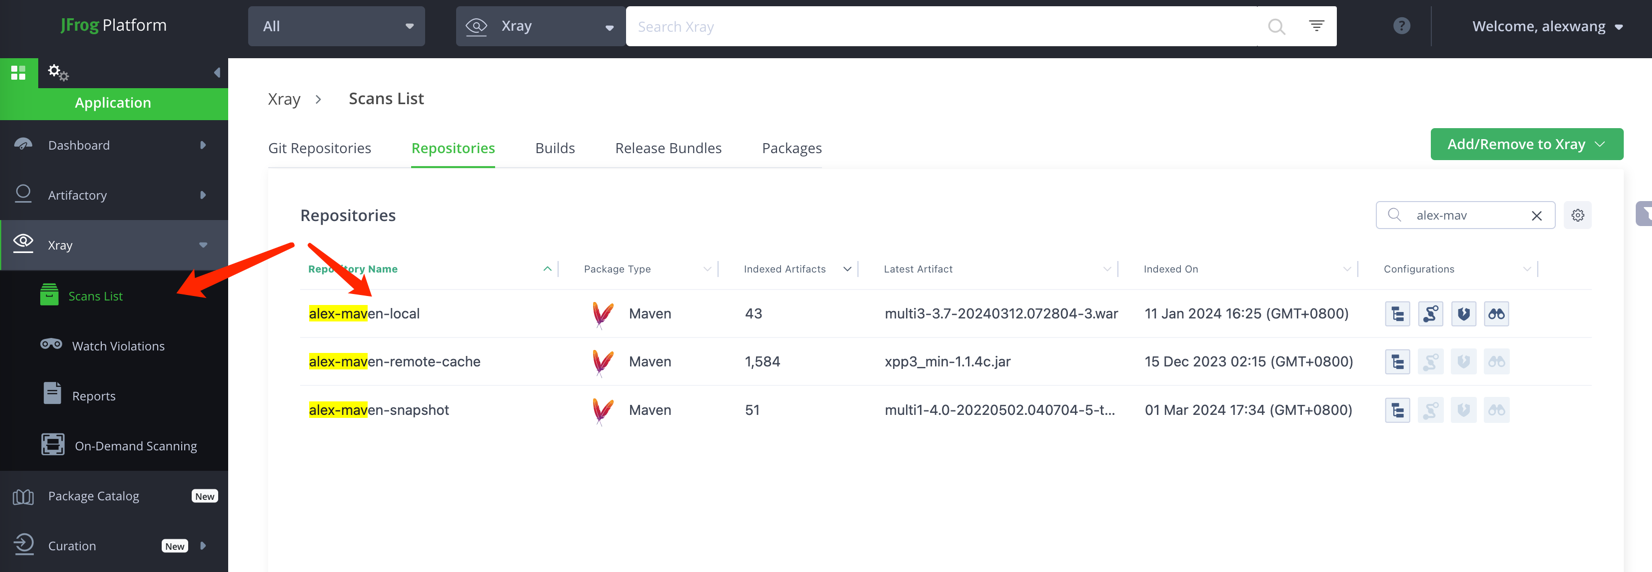 JFrog Platform
All
Xray
Search Xray
?
Welcome, alexwang
Application
Dashboard
Artifactory
Xray
Scans List
Watch Violations
Reports
On-Demand Scanning
Package Catalog New
Curation New
Xray > Scans List
Git Repositories Repositories Builds Release Bundles Packages
Add/Remove to Xray
Repositories
alex-mav
Repository Name Package Type Indexed Artifacts Latest Artifact Indexed On Configurations
alex-maven-local Maven 43 multi3-3.7-20240312.072804-3.war 11 Jan 2024 16:25 (GMT+0800)
alex-maven-remote-cache Maven 1,584 xpp3_min-1.1.4c.jar 15 Dec 2023 02:15 (GMT+0800)
alex-maven-snapshot Maven 51 multi1-4.0-20220502.040704-5-t... 01 Mar 2024 17:34 (GMT+0800)